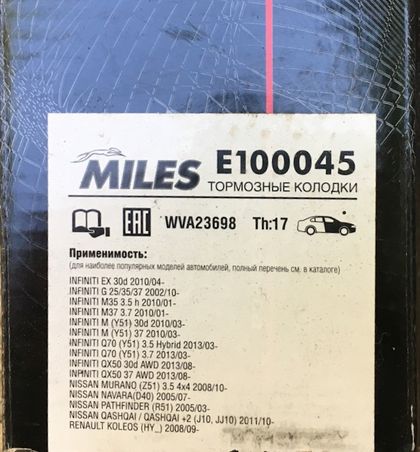 MILES
E100045
ТОРМОЗНЫЕ КОЛОДКИ
EAC WVA23698 Th:17
Применимость:
(для наиболее популярных моделей автомобилей, полный перечень см. в каталоге)
INFINITI EX 30d 2010/04-
INFINITI G 25/35/37 2002/10-
INFINITI M35 3.5 h 2010/01-
INFINITI M37 3.7 2010/01-
INFINITI M (Y51) 30d 2010/03-
INFINITI M (Y51) 37 2010/03-
INFINITI Q70 (Y51) 3.5 Hybrid 2013/03-
INFINITI Q70 (Y51) 3.7 2013/03-
INFINITI QX50 30d AWD 2013/08-
INFINITI QX50 37 AWD 2013/08-
NISSAN MURANO (Z51) 3.5 4x4 2008/10-
NISSAN NAVARA(D40) 2005/07-
NISSAN PATHFINDER (R51) 2005/03-
NISSAN QASHQAI / QASHQAI +2 (J10, JJ10) 2011/10-
RENAULT KOLEOS (HY_) 2008/09-